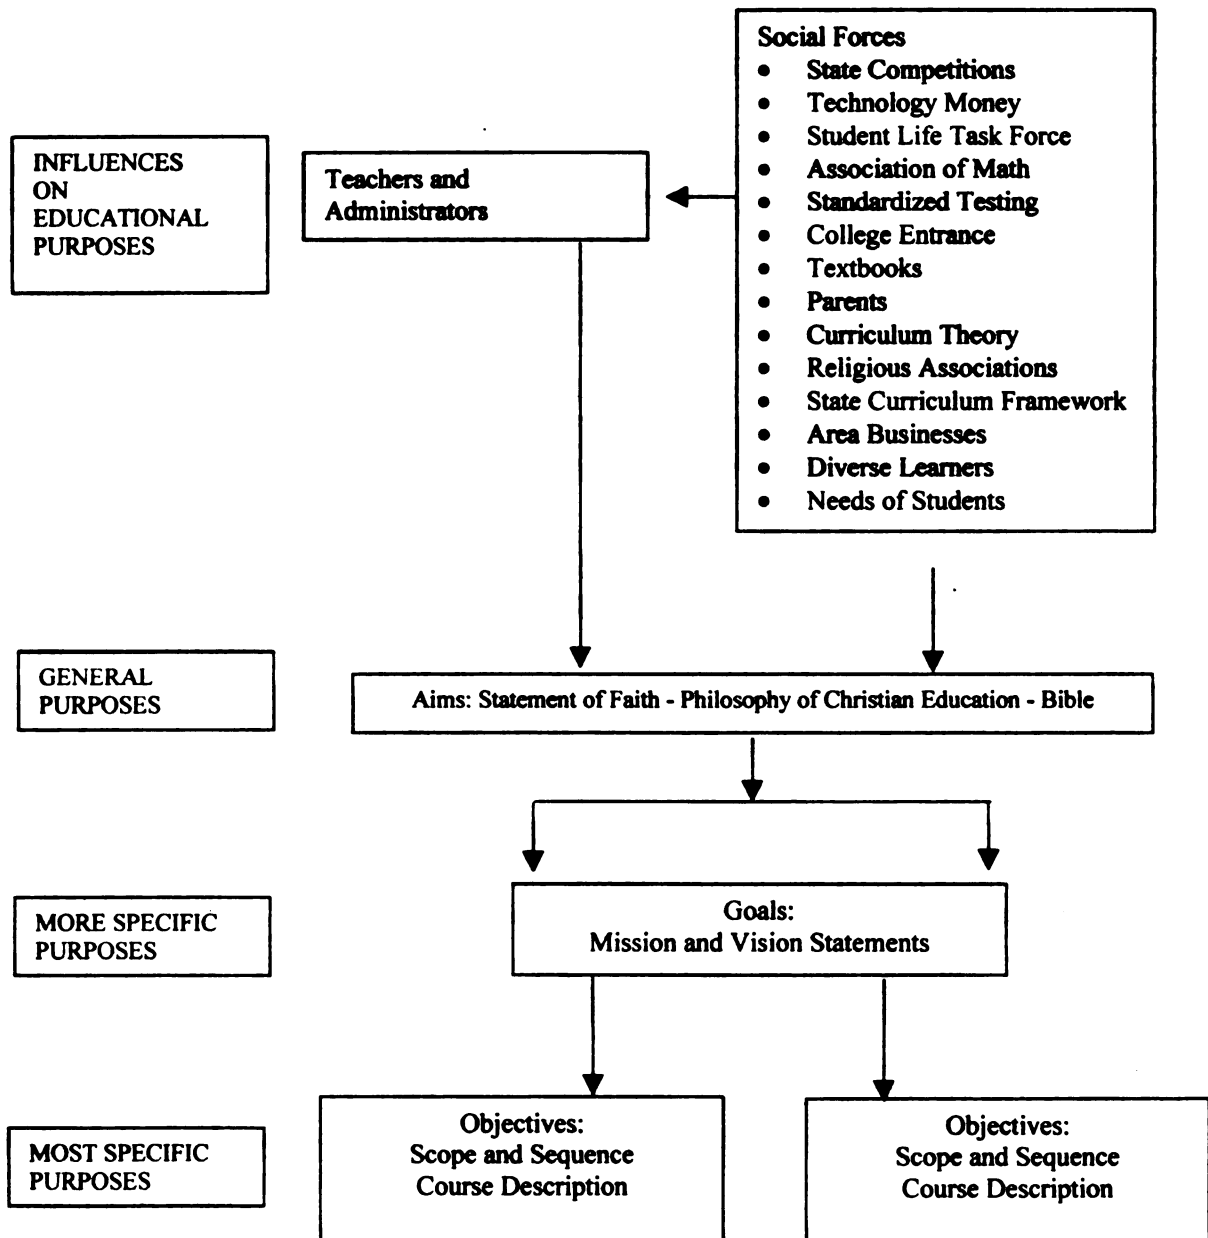 INFLUENCES
ON
EDUCATIONAL
PURPOSES
Teachers and
Administrators
Social Forces
• State Competitions
• Technology Money
• Student Life Task Force
• Association of Math
• Standardized Testing
• College Entrance
• Textbooks
• Parents
• Curriculum Theory
• Religious Associations
• State Curriculum Framework
• Area Businesses
• Diverse Learners
• Needs of Students
GENERAL
PURPOSES
Aims: Statement of Faith - Philosophy of Christian Education - Bible
MORE SPECIFIC
PURPOSES
Goals:
Mission and Vision Statements
MOST SPECIFIC
PURPOSES
Objectives:
Scope and Sequence
Course Description
Objectives:
Scope and Sequence
Course Description